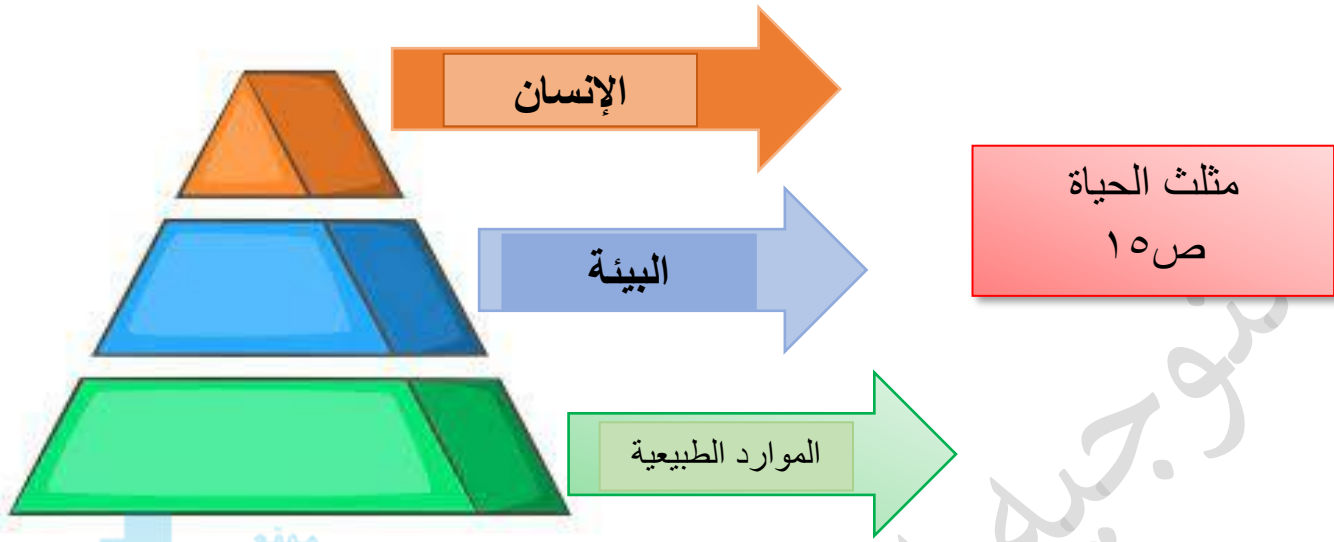 الإنسان
البيئة
الموارد الطبيعية
مثلث الحياة
ص١٥